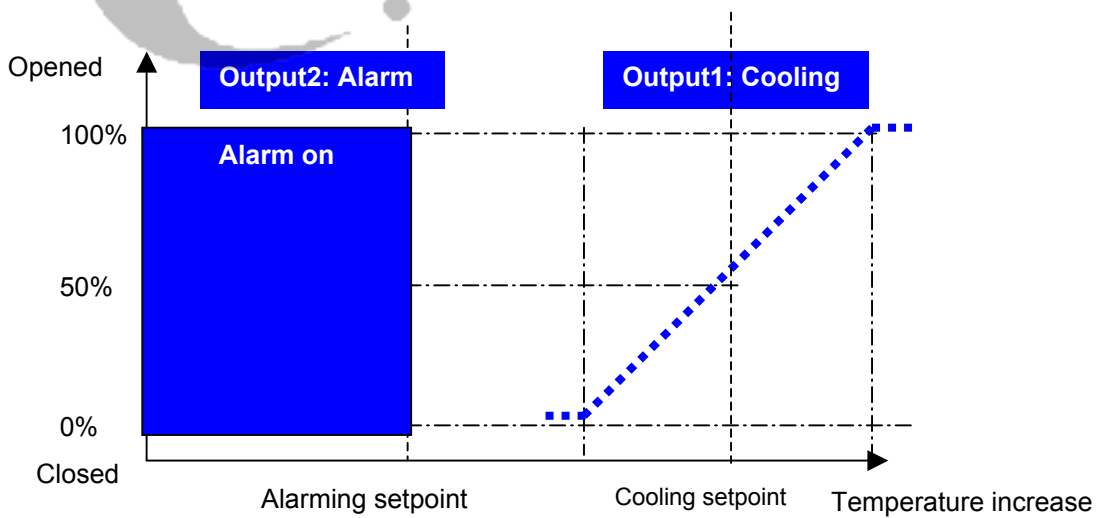 Opened
Output2: Alarm
Output1: Cooling
100%
Alarm on
50%
0%
Closed
Alarming setpoint
Cooling setpoint
Temperature increase